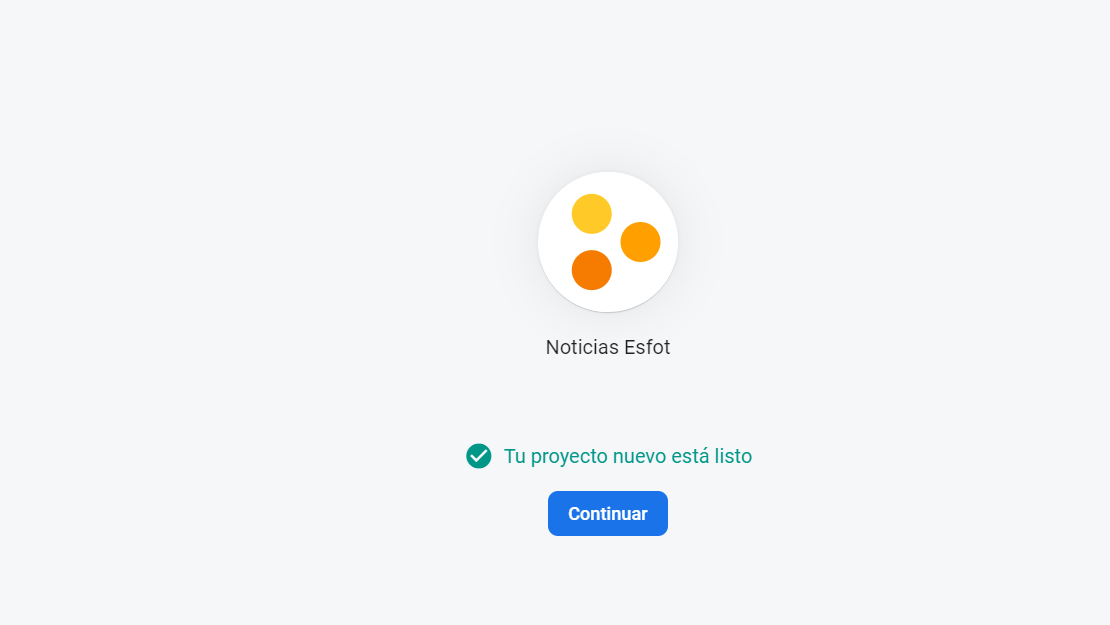 Noticias Esfot
Tu proyecto nuevo está listo
Continuar